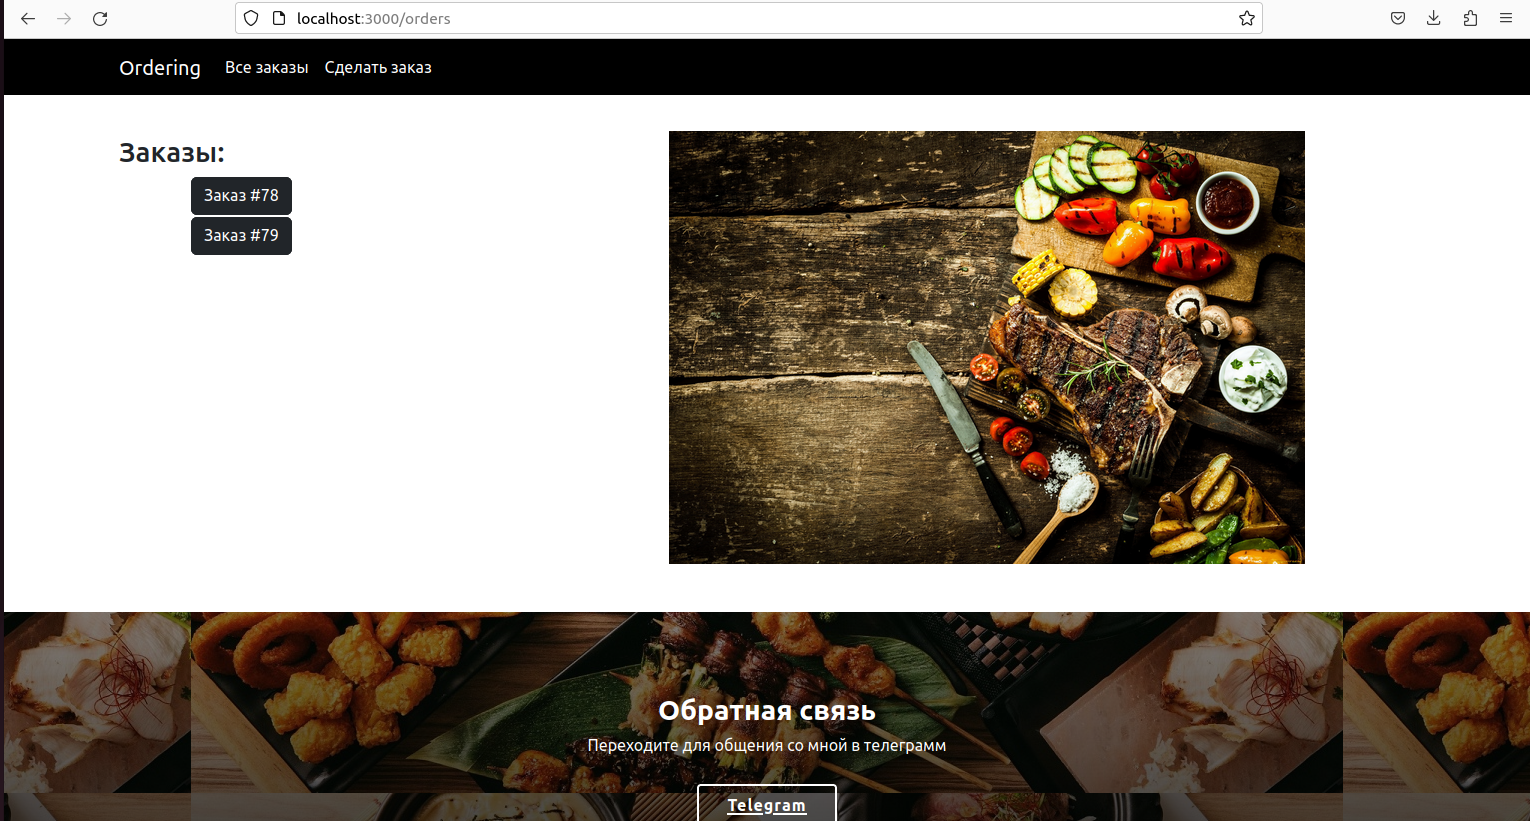 localhost:3000/orders
Ordering Все заказы Сделать заказ
Заказы:
Заказ #78
Заказ #79
Обратная связь
Переходите для общения со мной в телеграмм
Telegram